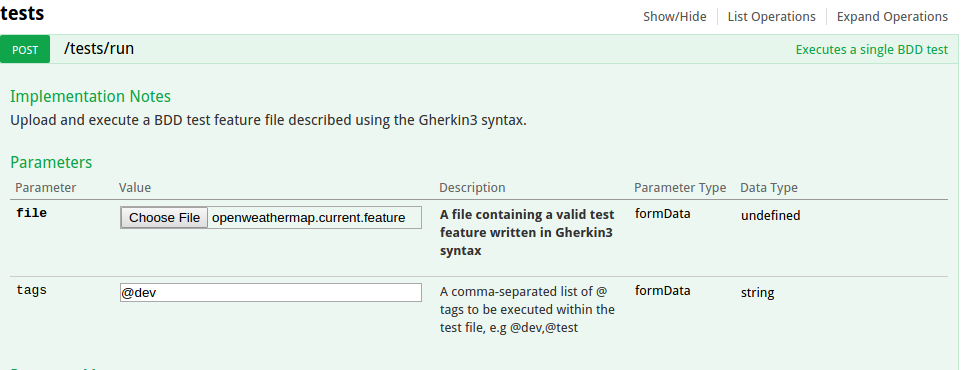 tests
Show/Hide List Operations Expand Operations
POST /tests/run Executes a single BDD test
Implementation Notes
Upload and execute a BDD test feature file described using the Gherkin3 syntax.
Parameters
Parameter Value Description Parameter Type Data Type
file Choose File openweathermap.current.feature A file containing a valid test formData undefined
feature written in Gherkin3
syntax
tags @dev A comma-separated list of @ formData string
tags to be executed within the
test file, e.g @dev,@test